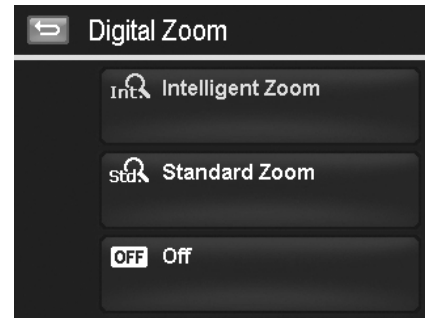 Digital Zoom
Int Intelligent Zoom
Std Standard Zoom
OFF Off